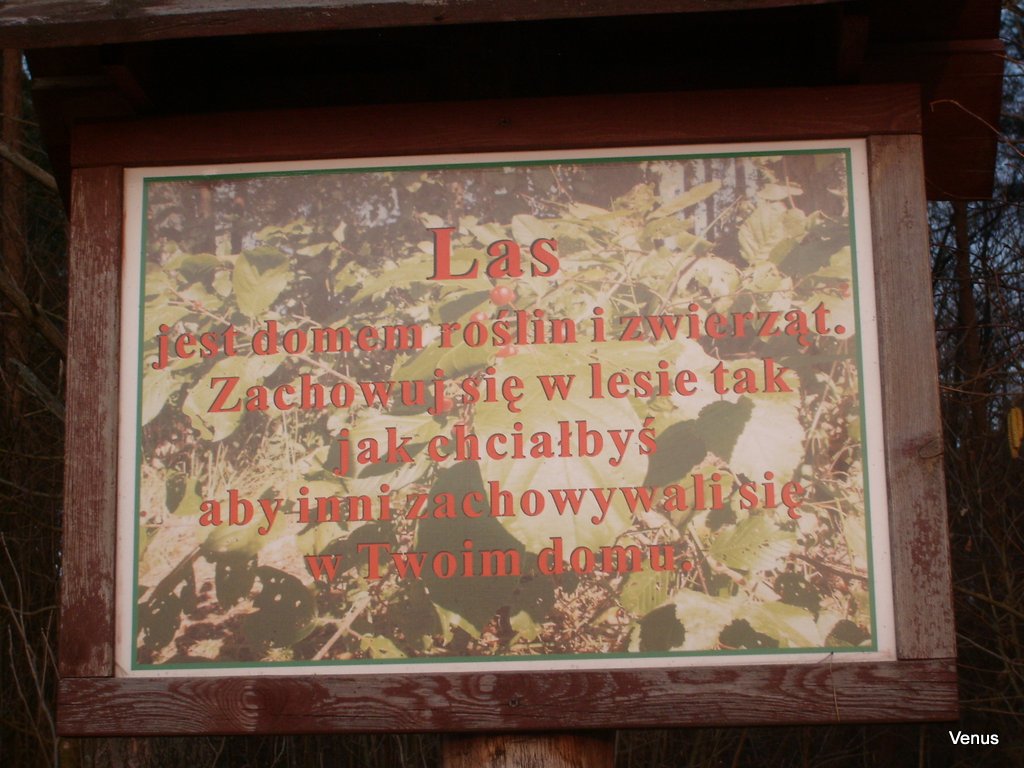 Las
jest domem roślin i zwierząt.
Zachowuj się w lesie tak
jak chciałbyś
aby inni zachowywali się
w Twoim domu.
Venus